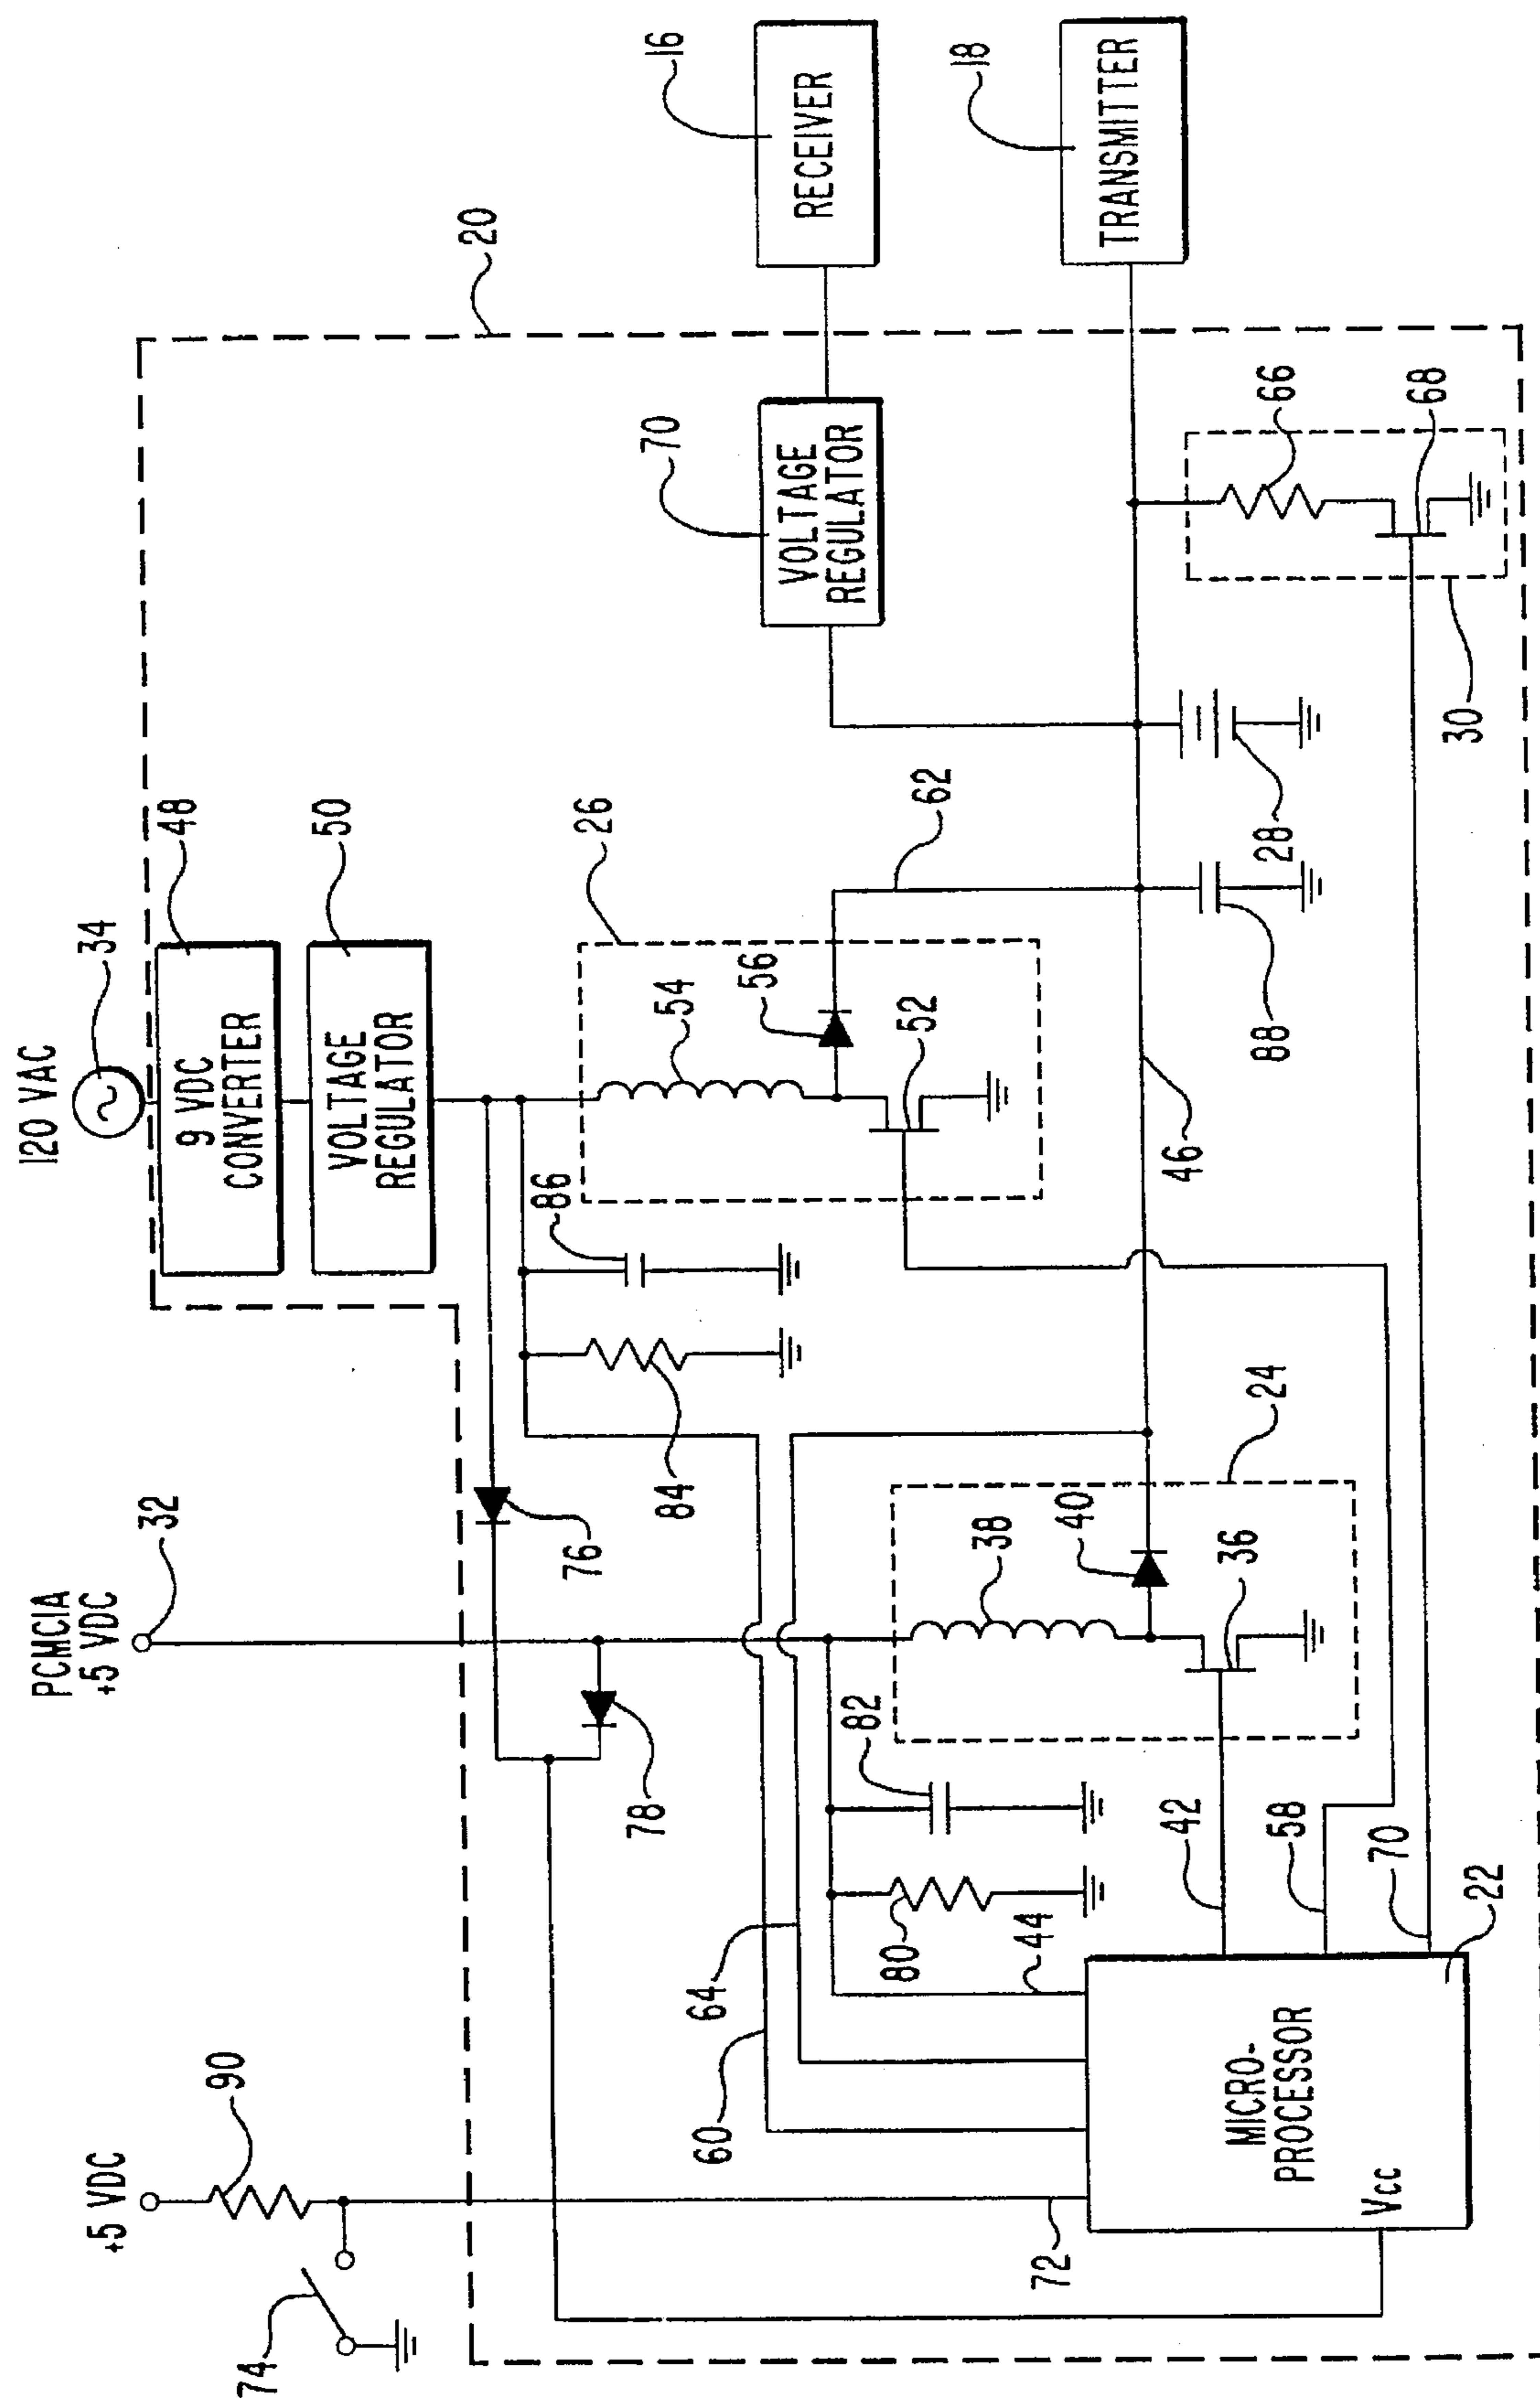 120 VAC
34
PCMCIA
+5 VDC
32
+5 VDC
90
74
48
9 VDC
CONVERTER
50
VOLTAGE
REGULATOR
20
16
RECEIVER
18
TRANSMITTER
70
VOLTAGE
REGULATOR
26
54
56
52
62
86
84
76
78
46
88
28
66
68
30
24
38
40
36
82
80
44
64
60
72
42
58
70
22
MICRO-
PROCESSOR
Vcc